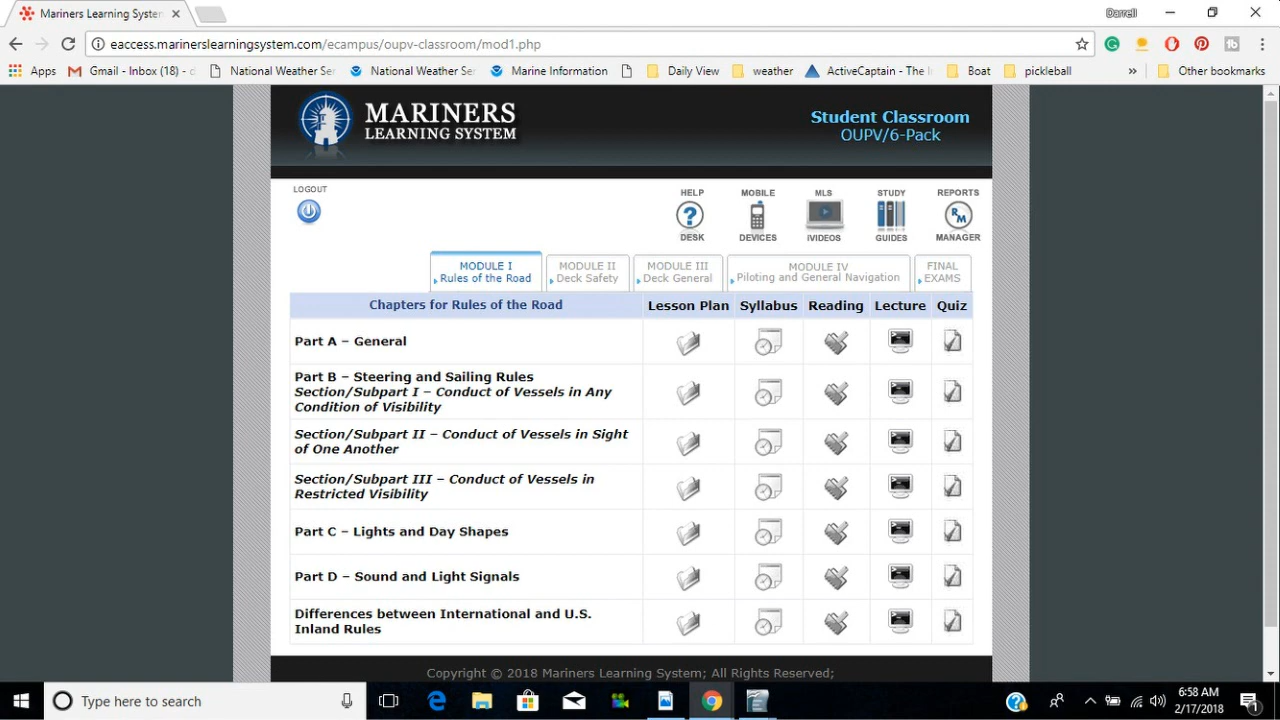 Mariners Learning System
Darrell
eaccess.marinerslearningsystem.com/ecampus/oupv-classroom/mod1.php
Apps
Gmail - Inbox (18) -
National Weather Se
National Weather Se
Marine Information
Daily View
weather
ActiveCaptain - The
Boat
pickleball
Other bookmarks
MARINERS
LEARNING SYSTEM
Student Classroom
OUPV/6-Pack
LOGOUT
HELP
DESK
MOBILE
DEVICES
MLS
IVIDEOS
STUDY
GUIDES
REPORTS
RM
MANAGER
MODULE I
Rules of the Road
MODULE II
Deck Safety
MODULE III
Deck General
MODULE IV
Piloting and General Navigation
FINAL
EXAMS
Chapters for Rules of the Road Lesson Plan Syllabus Reading Lecture Quiz
Part A – General
Part B – Steering and Sailing Rules
Section/Subpart I – Conduct of Vessels in Any
Condition of Visibility
Section/Subpart II – Conduct of Vessels in Sight
of One Another
Section/Subpart III – Conduct of Vessels in
Restricted Visibility
Part C – Lights and Day Shapes
Part D – Sound and Light Signals
Differences between International and U.S.
Inland Rules
Copyright © 2018 Mariners Learning System; All Rights Reserved;
Type here to search
6:58 AM
2/17/2018
1